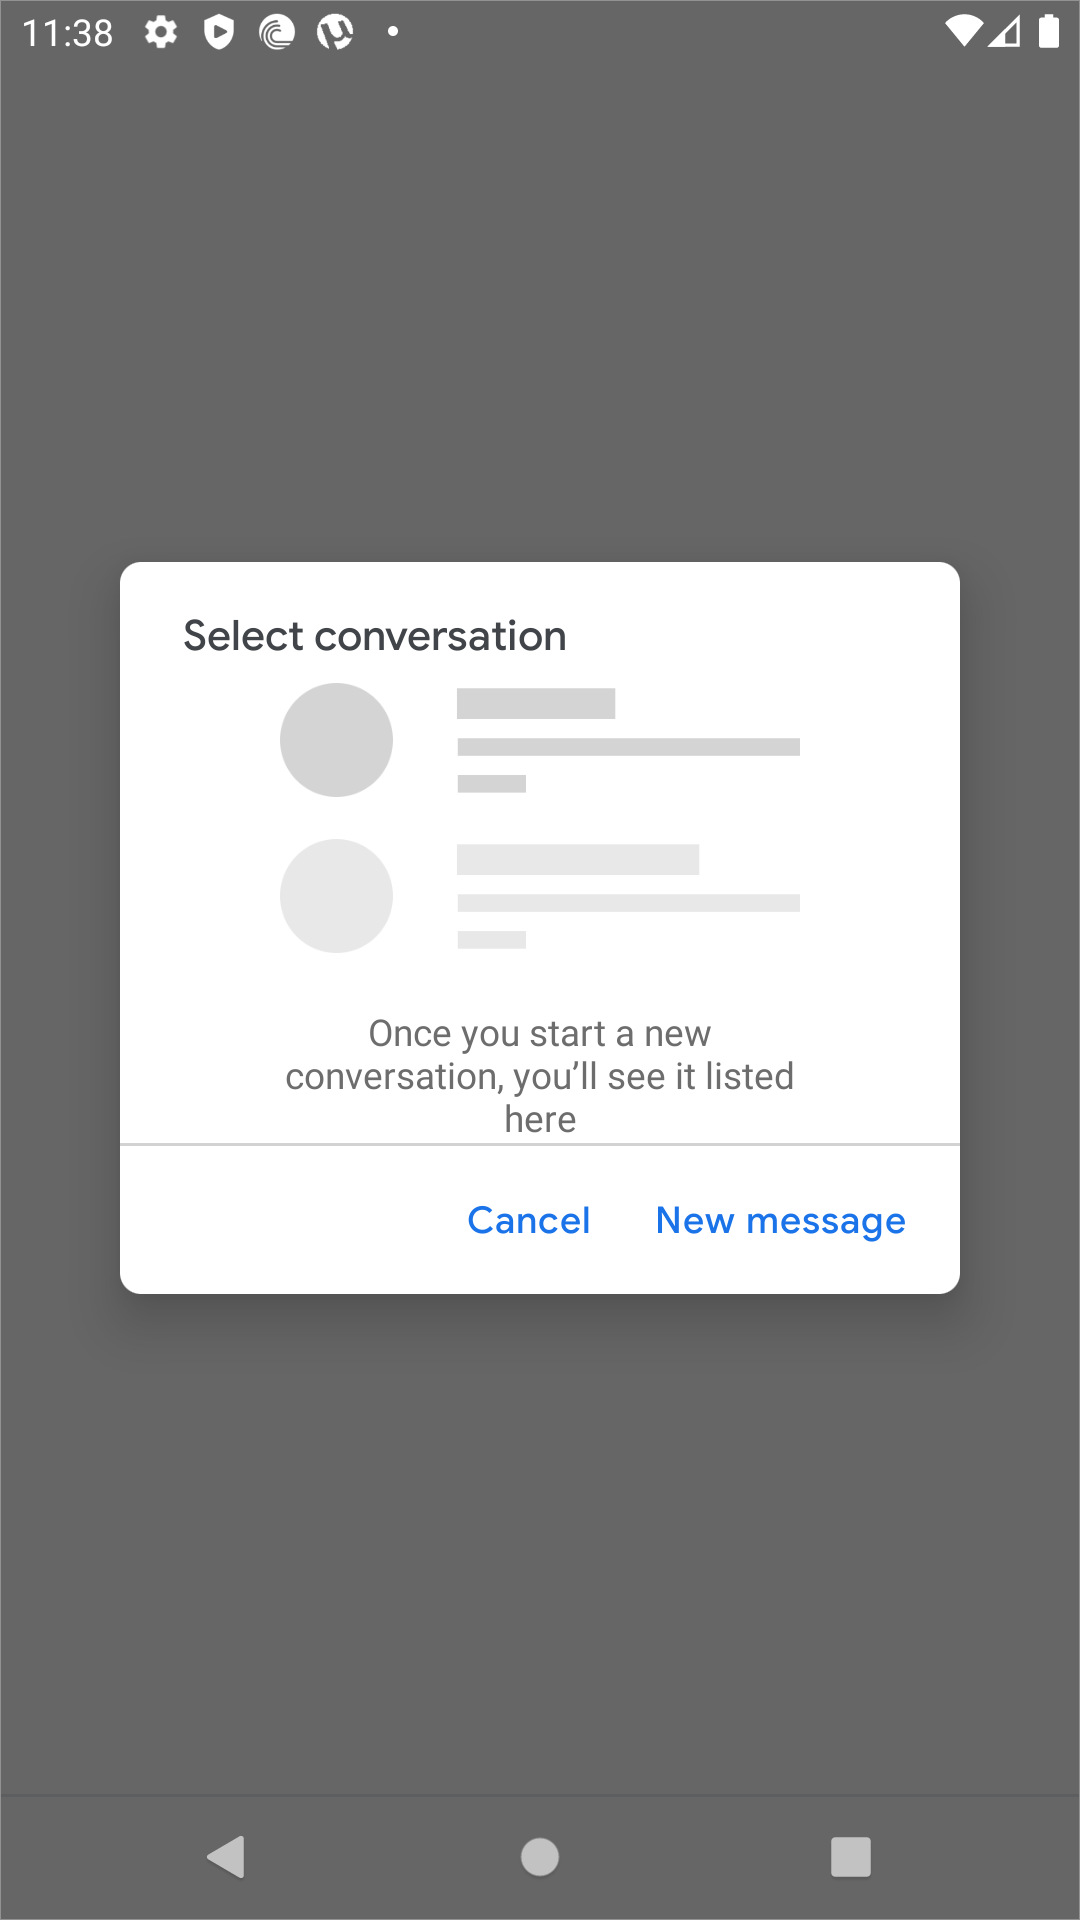 11:38
Select conversation
Once you start a new
conversation, you’ll see it listed
here
Cancel New message